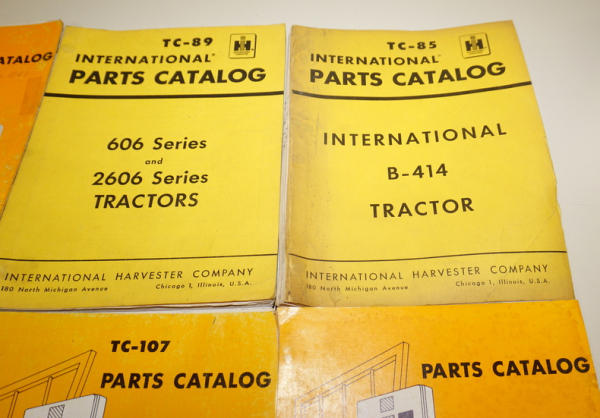 ATALOG
TC-89
INTERNATIONAL®
PARTS CATALOG
606 Series
and
2606 Series
TRACTORS
INTERNATIONAL HARVESTER COMPANY
180 North Michigan Avenue Chicago 1, Illinois, U.S.A.
TC-85
INTERNATIONAL®
PARTS CATALOG
INTERNATIONAL
B-414
TRACTOR
INTERNATIONAL HARVESTER COMPANY
180 North Michigan Avenue Chicago 1, Illinois, U.S.A.
TC-107
PARTS CATALOG
PARTS CATALOG